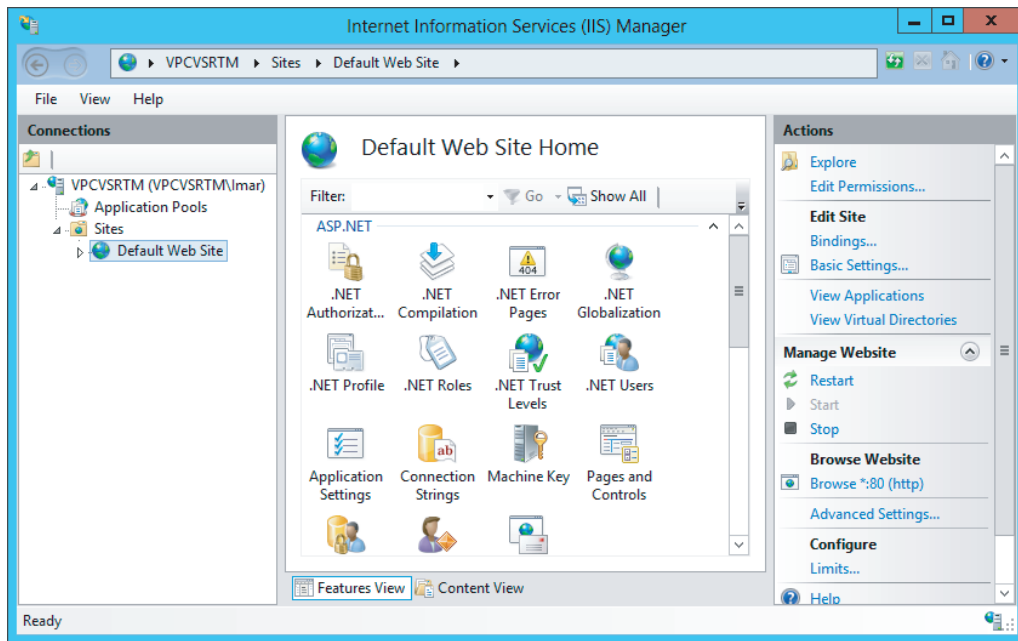 Internet Information Services (IIS) Manager
VPCVSRTM Sites Default Web Site
File View Help
Connections
VPCVSRTM (VPCVSRTM\Imar)
Application Pools
Sites
Default Web Site
Default Web Site Home
Filter: Go Show All
ASP.NET
.NET Authorizat...
.NET Compilation
404
.NET Error Pages
.NET Globalization
.NET Profile
.NET Roles
.NET Trust Levels
.NET Users
Application Settings
ab
Connection Strings
Machine Key
Pages and Controls
Features View Content View
Actions
Explore
Edit Permissions...
Edit Site
Bindings...
Basic Settings...
View Applications
View Virtual Directories
Manage Website
Restart
Start
Stop
Browse Website
Browse *:80 (http)
Advanced Settings...
Configure
Limits...
Help
Ready